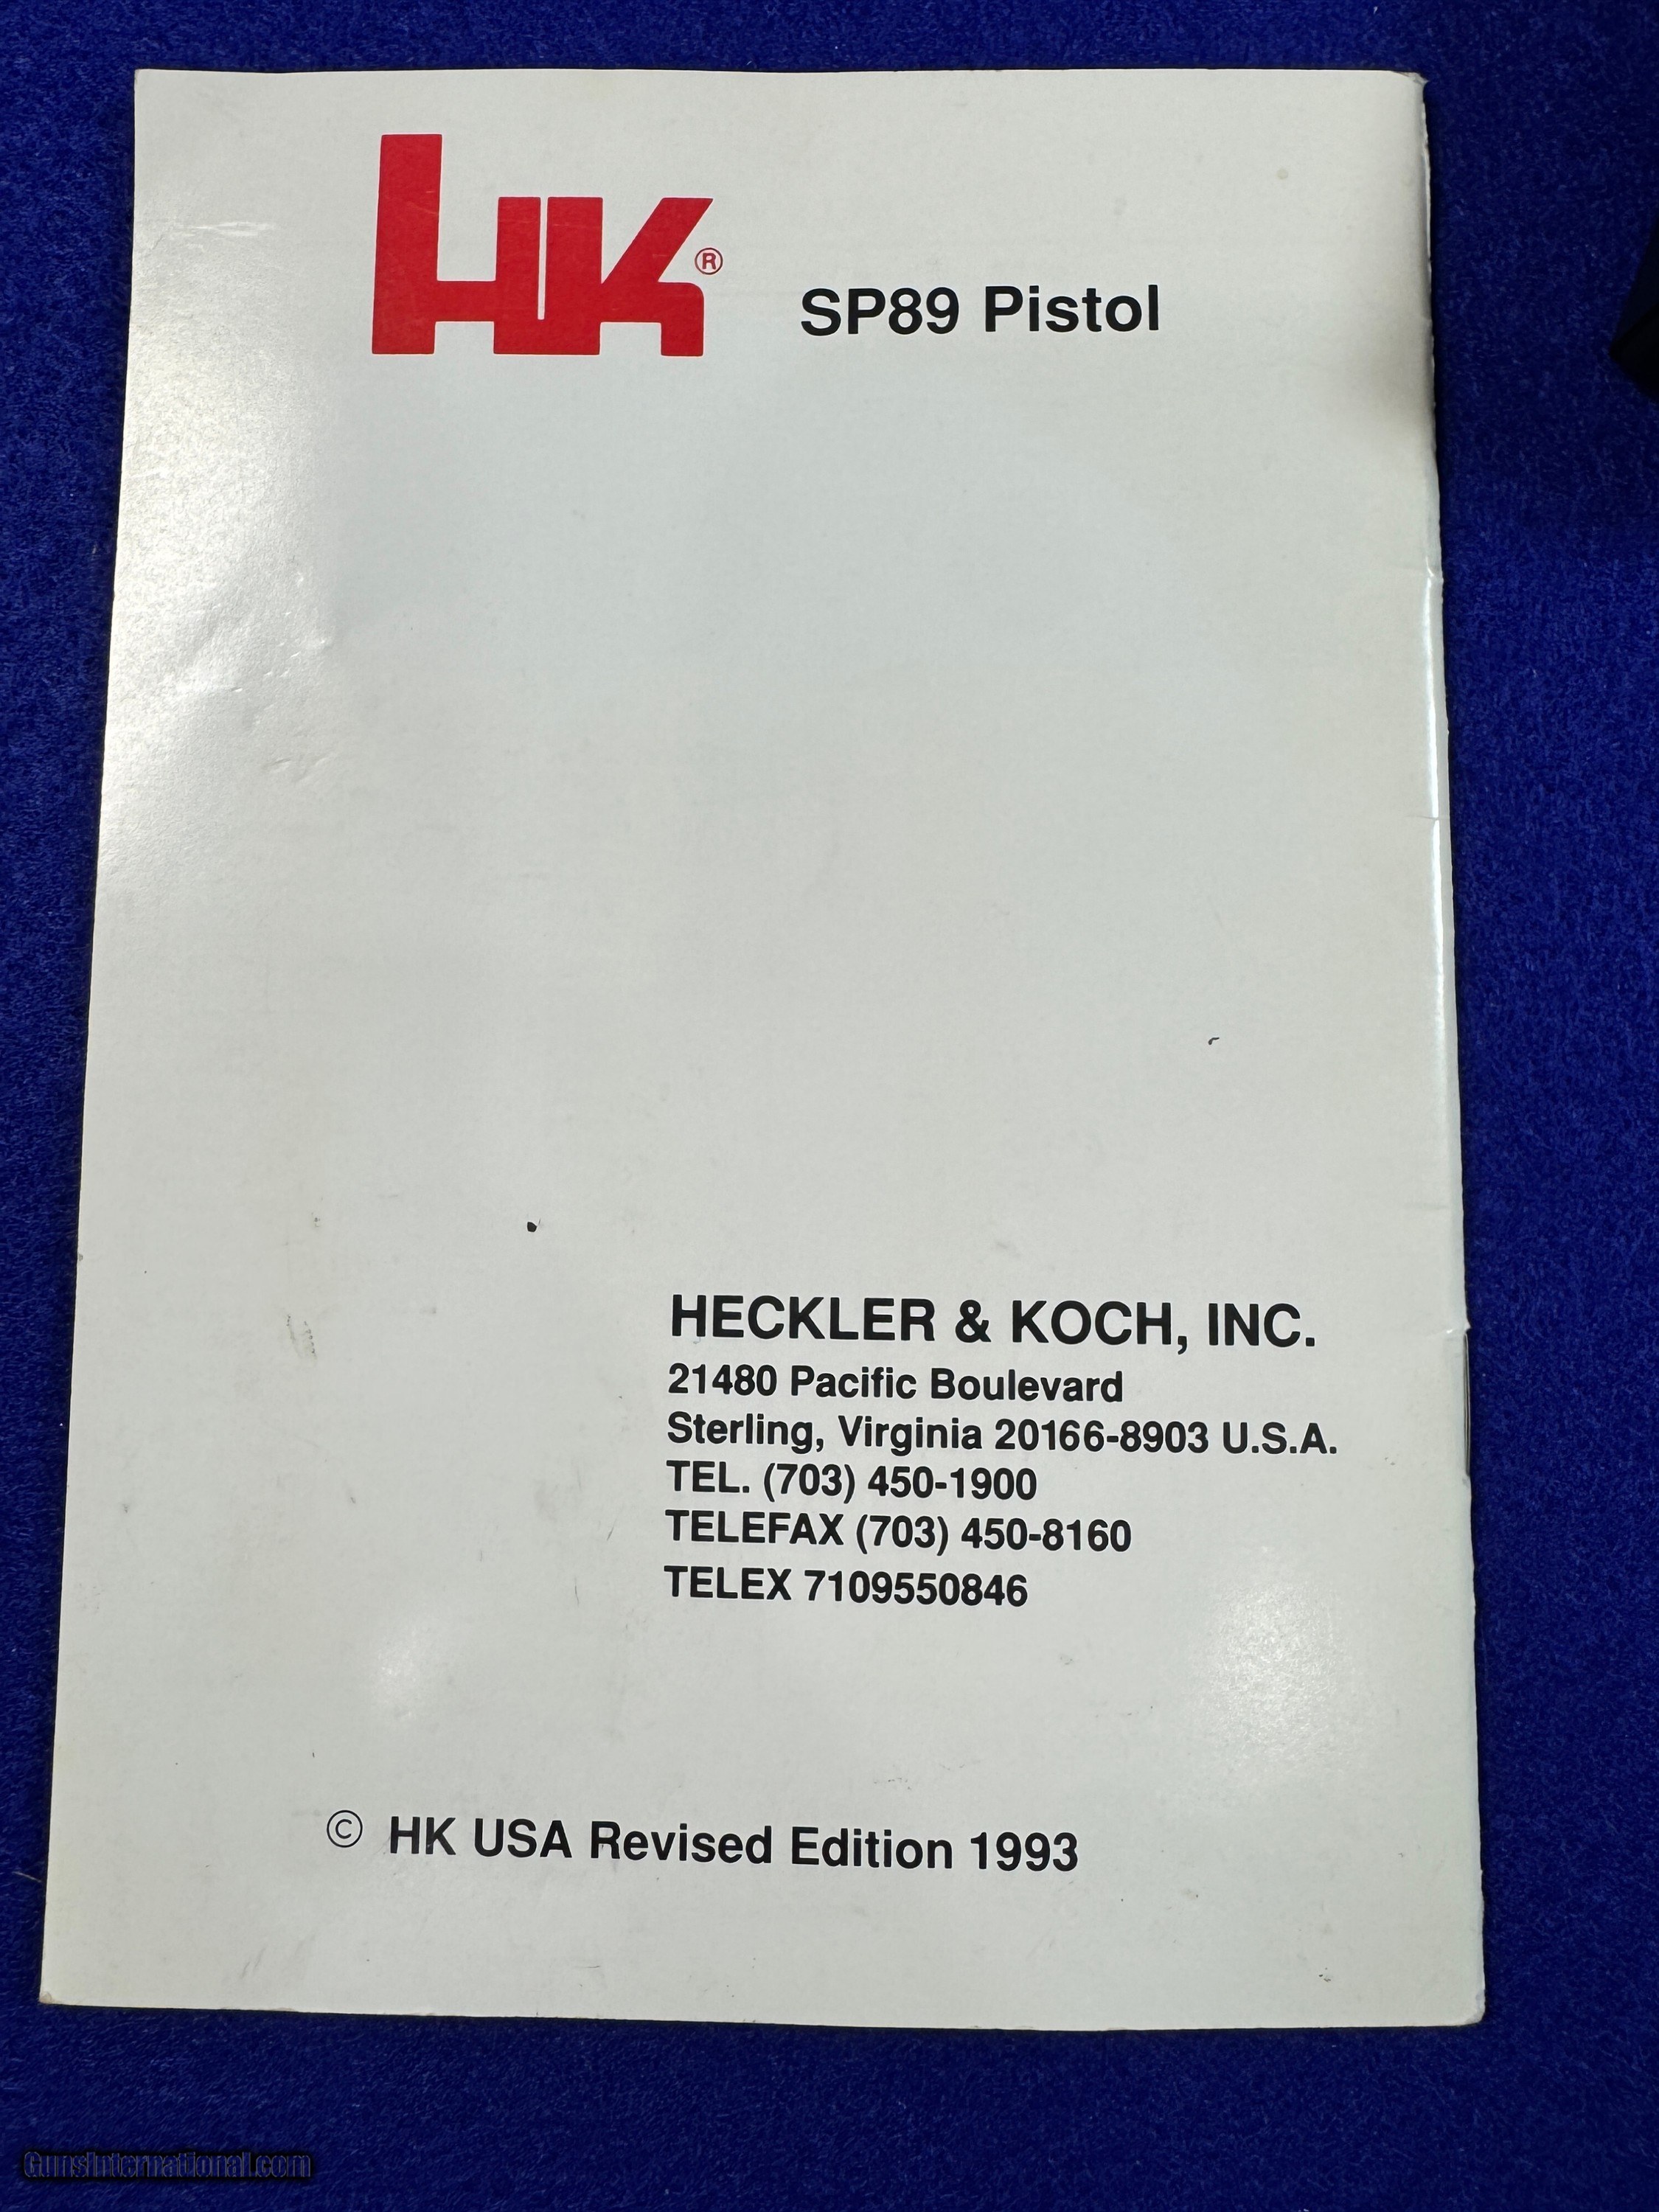 HK®
SP89 Pistol
HECKLER & KOCH, INC.
21480 Pacific Boulevard
Sterling, Virginia 20166-8903 U.S.A.
TEL. (703) 450-1900
TELEFAX (703) 450-8160
TELEX 7109550846
© HK USA Revised Edition 1993
GunsInternational.com